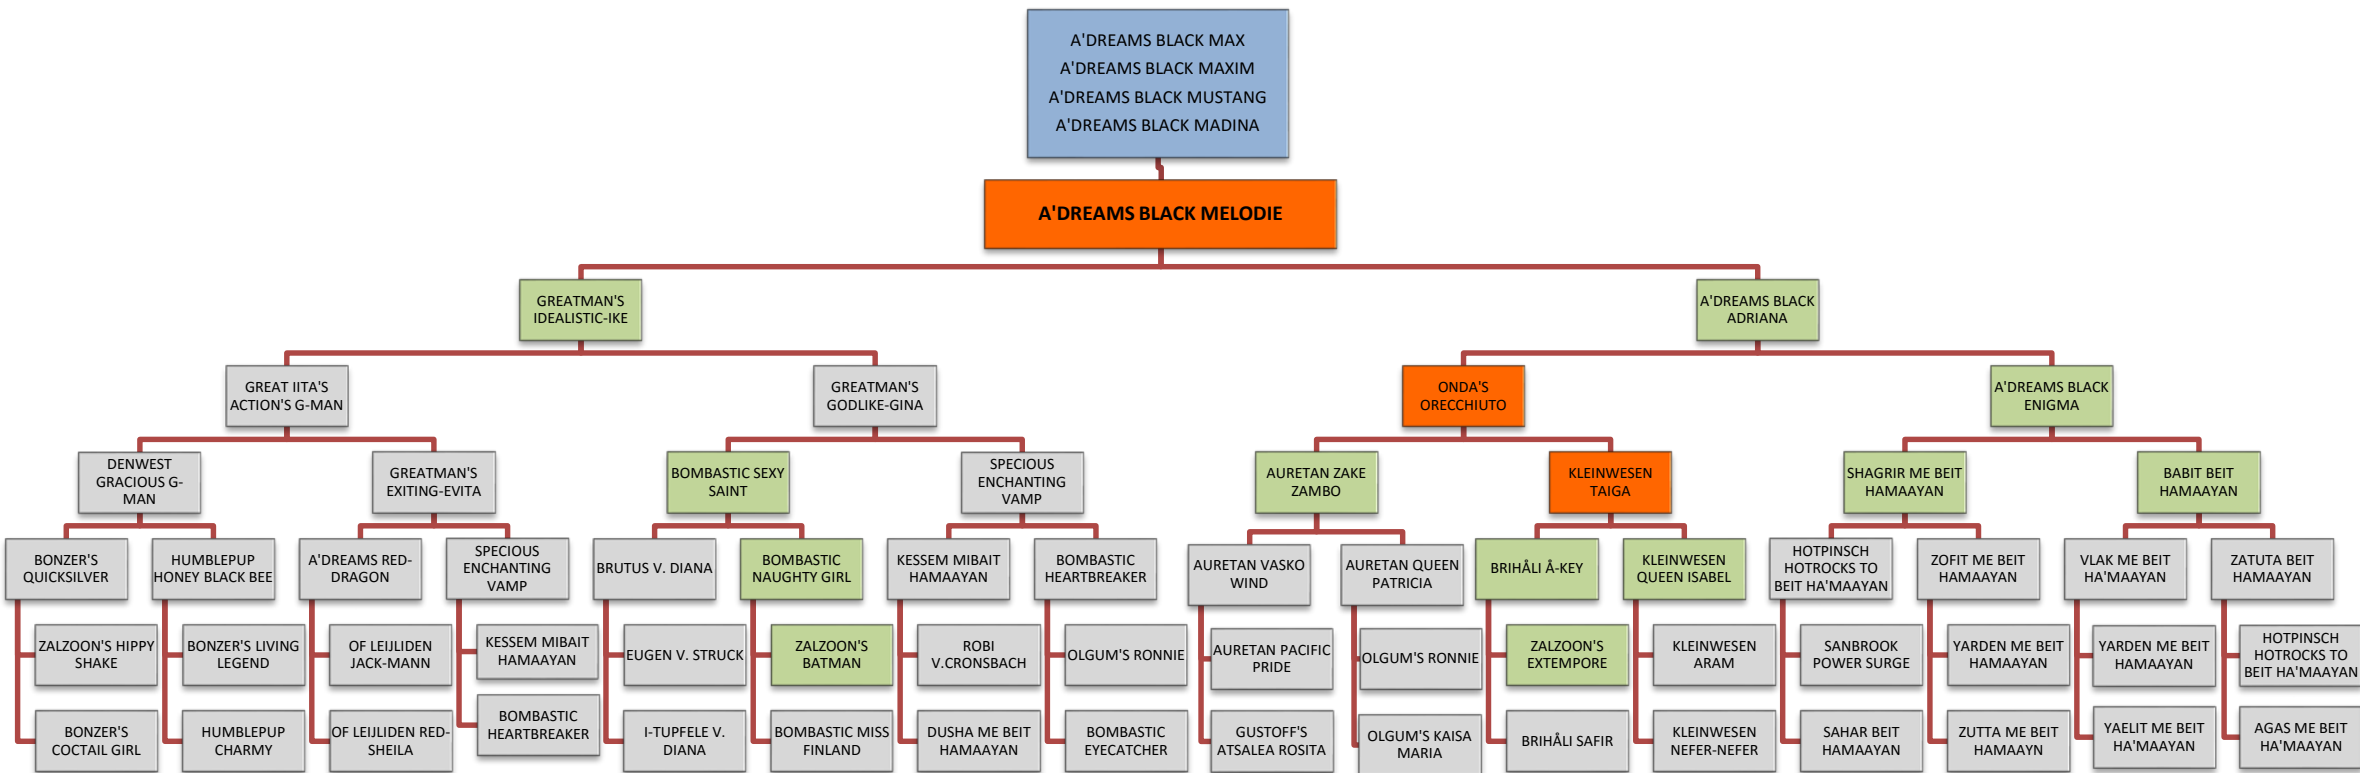 A'DREAMS BLACK MAX
A'DREAMS BLACK MAXIM
A'DREAMS BLACK MUSTANG
A'DREAMS BLACK MADINA
A'DREAMS BLACK MELODIE
GREATMAN'S
IDEALISTIC-IKE
A'DREAMS BLACK
ADRIANA
GREAT IITA'S
ACTION'S G-MAN
GREATMAN'S
GODLIKE-GINA
ONDA'S
ORECCHIUTO
A'DREAMS BLACK
ENIGMA
DENWEST
GRACIOUS G-
MAN
GREATMAN'S
EXITING-EVITA
BOMBASTIC SEXY
SAINT
SPECIOUS
ENCHANTING
VAMP
AURETAN ZAKE
ZAMBO
KLEINWESEN
TAIGA
SHAGRIR ME BEIT
HAMAAYAN
BABIT BEIT
HAMAAYAN
BONZER'S
QUICKSILVER
HUMBLEPUP
HONEY BLACK BEE
A'DREAMS RED-
DRAGON
SPECIOUS
ENCHANTING
VAMP
BRUTUS V. DIANA
BOMBASTIC
NAUGHTY GIRL
KESSEM MIBAIT
HAMAAYAN
BOMBASTIC
HEARTBREAKER
AURETAN VASKO
WIND
AURETAN QUEEN
PATRICIA
BRIHÅLI Å-KEY
KLEINWESEN
QUEEN ISABEL
HOTPINSCH
HOTROCKS TO
BEIT HA'MAAYAN
ZOFIT ME BEIT
HAMAAYAN
VLAK ME BEIT
HA'MAAYAN
ZATUTA BEIT
HAMAAYAN
ZALZOON'S HIPPY
SHAKE
BONZER'S LIVING
LEGEND
OF LEIJLIDEN
JACK-MANN
KESSEM MIBAIT
HAMAAYAN
EUGEN V. STRUCK
ZALZOON'S
BATMAN
ROBI
V.CRONSBACH
OLGUM'S RONNIE
AURETAN PACIFIC
PRIDE
OLGUM'S RONNIE
ZALZOON'S
EXTEMPORE
KLEINWESEN
ARAM
SANBROOK
POWER SURGE
YARDEN ME BEIT
HAMAAYAN
YARDEN ME BEIT
HAMAAYAN
HOTPINSCH
HOTROCKS TO
BEIT HA'MAAYAN
BONZER'S
COCTAIL GIRL
HUMBLEPUP
CHARMY
OF LEIJLIDEN RED-
SHEILA
BOMBASTIC
HEARTBREAKER
I-TUPFELE V.
DIANA
BOMBASTIC MISS
FINLAND
DUSHA ME BEIT
HAMAAYAN
BOMBASTIC
EYECATCHER
GUSTOFF'S
ATSALEA ROSITA
OLGUM'S KAISA
MARIA
BRIHÅLI SAFIR
KLEINWESEN
NEFER-NEFER
SAHAR BEIT
HAMAAYAN
ZUTTA ME BEIT
HAMAAYN
YAELIT ME BEIT
HA'MAAYAN
AGAS ME BEIT
HA'MAAYAN